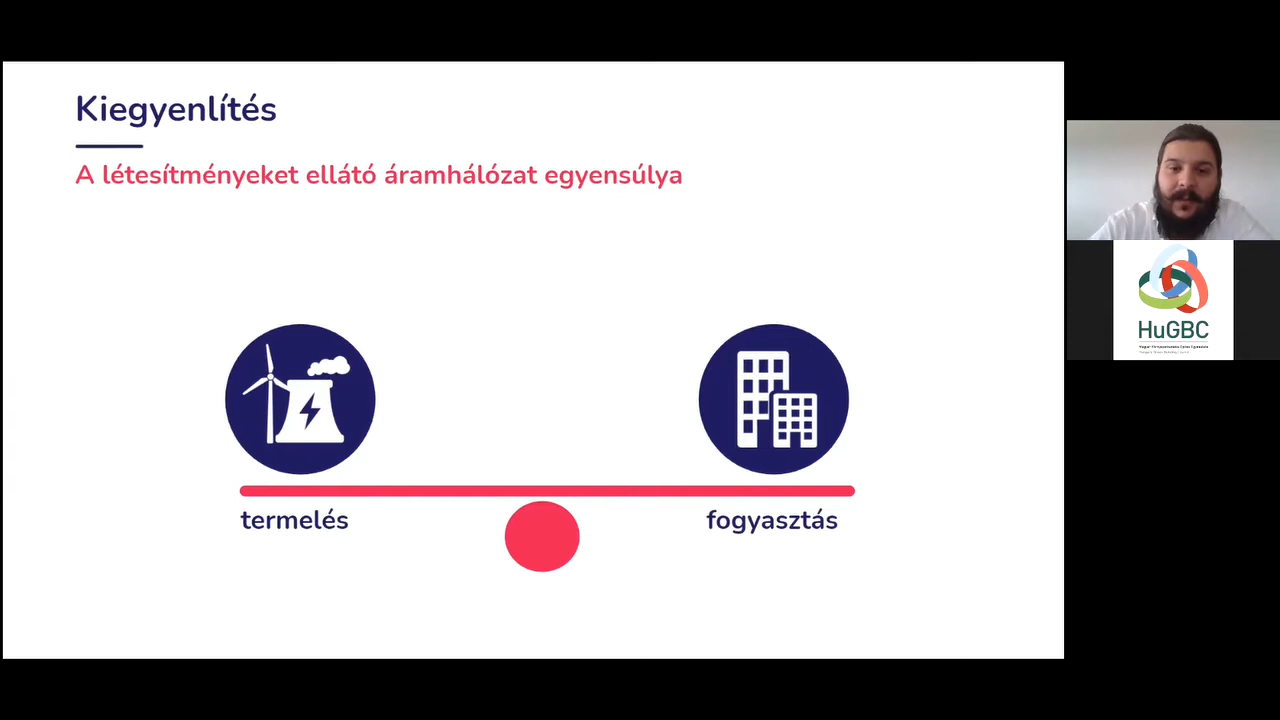 Kiegyenlítés
A létesítményeket ellátó áramhálózat egyensúlya
termelés
fogyasztás
HuGBC